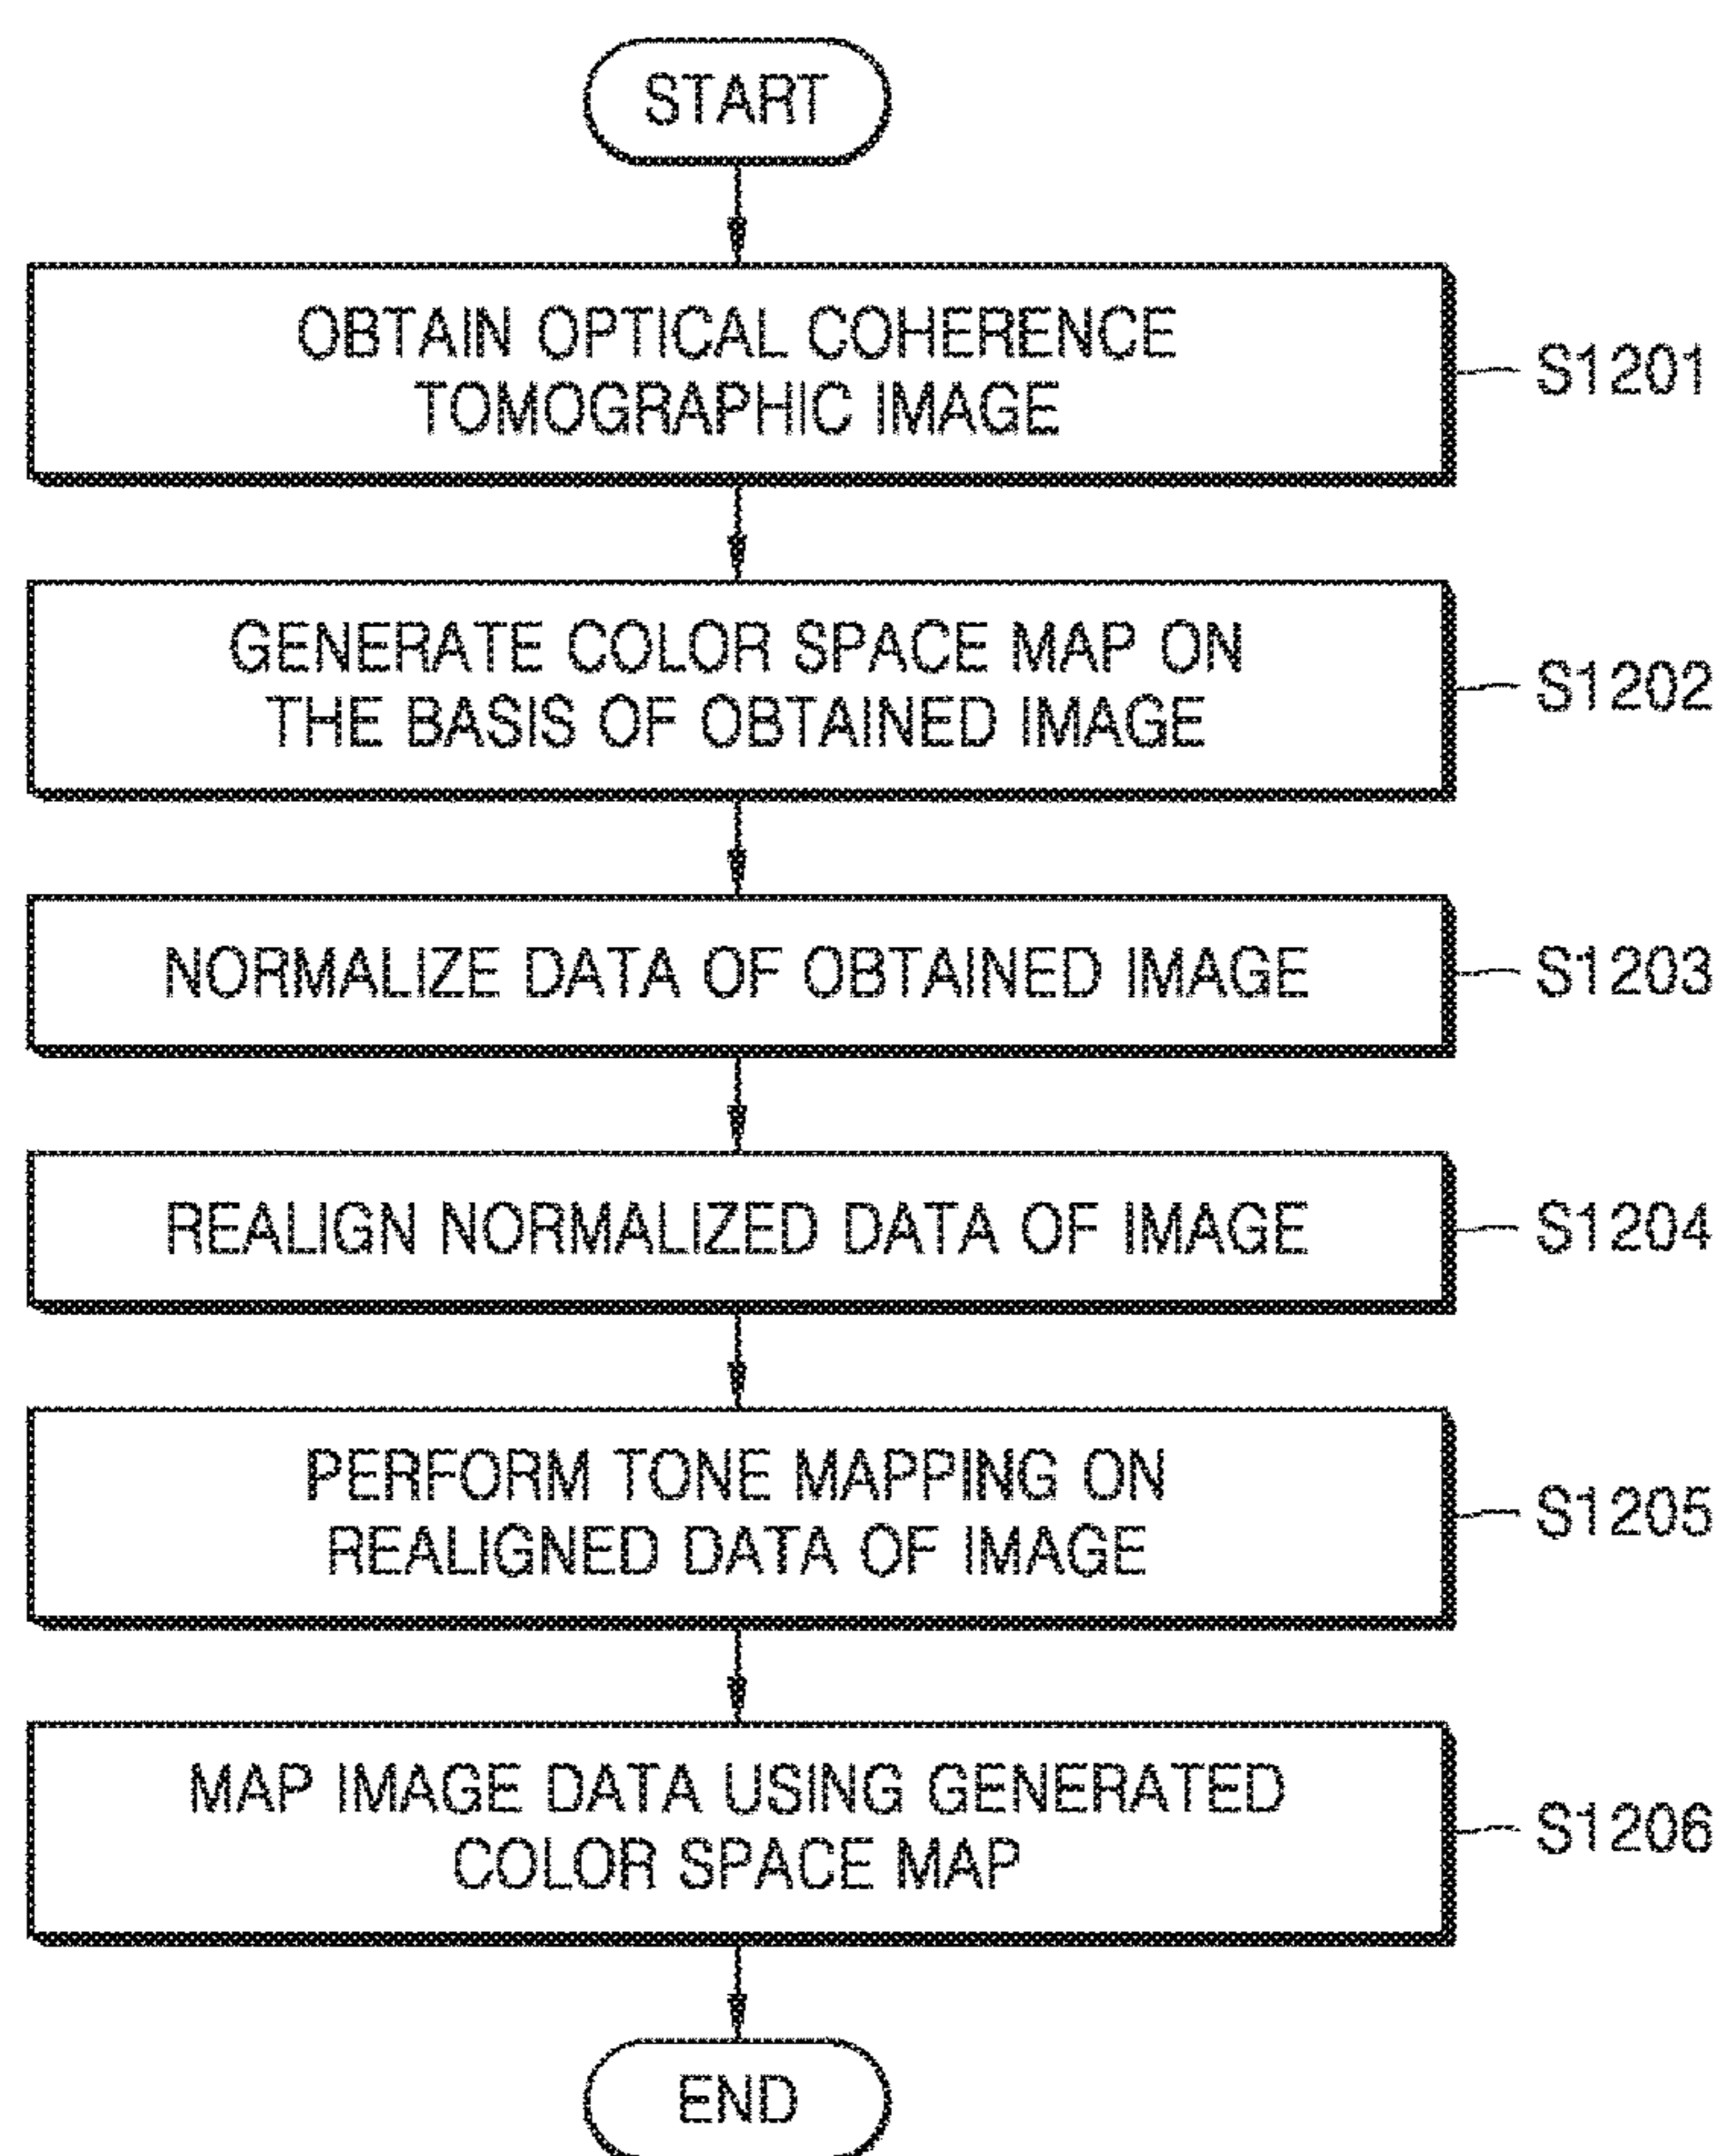 START
OBTAIN OPTICAL COHERENCE
TOMOGRAPHIC IMAGE
S1201
GENERATE COLOR SPACE MAP ON
THE BASIS OF OBTAINED IMAGE
S1202
NORMALIZE DATA OF OBTAINED IMAGE
S1203
REALIGN NORMALIZED DATA OF IMAGE
S1204
PERFORM TONE MAPPING ON
REALIGNED DATA OF IMAGE
S1205
MAP IMAGE DATA USING GENERATED
COLOR SPACE MAP
S1206
END